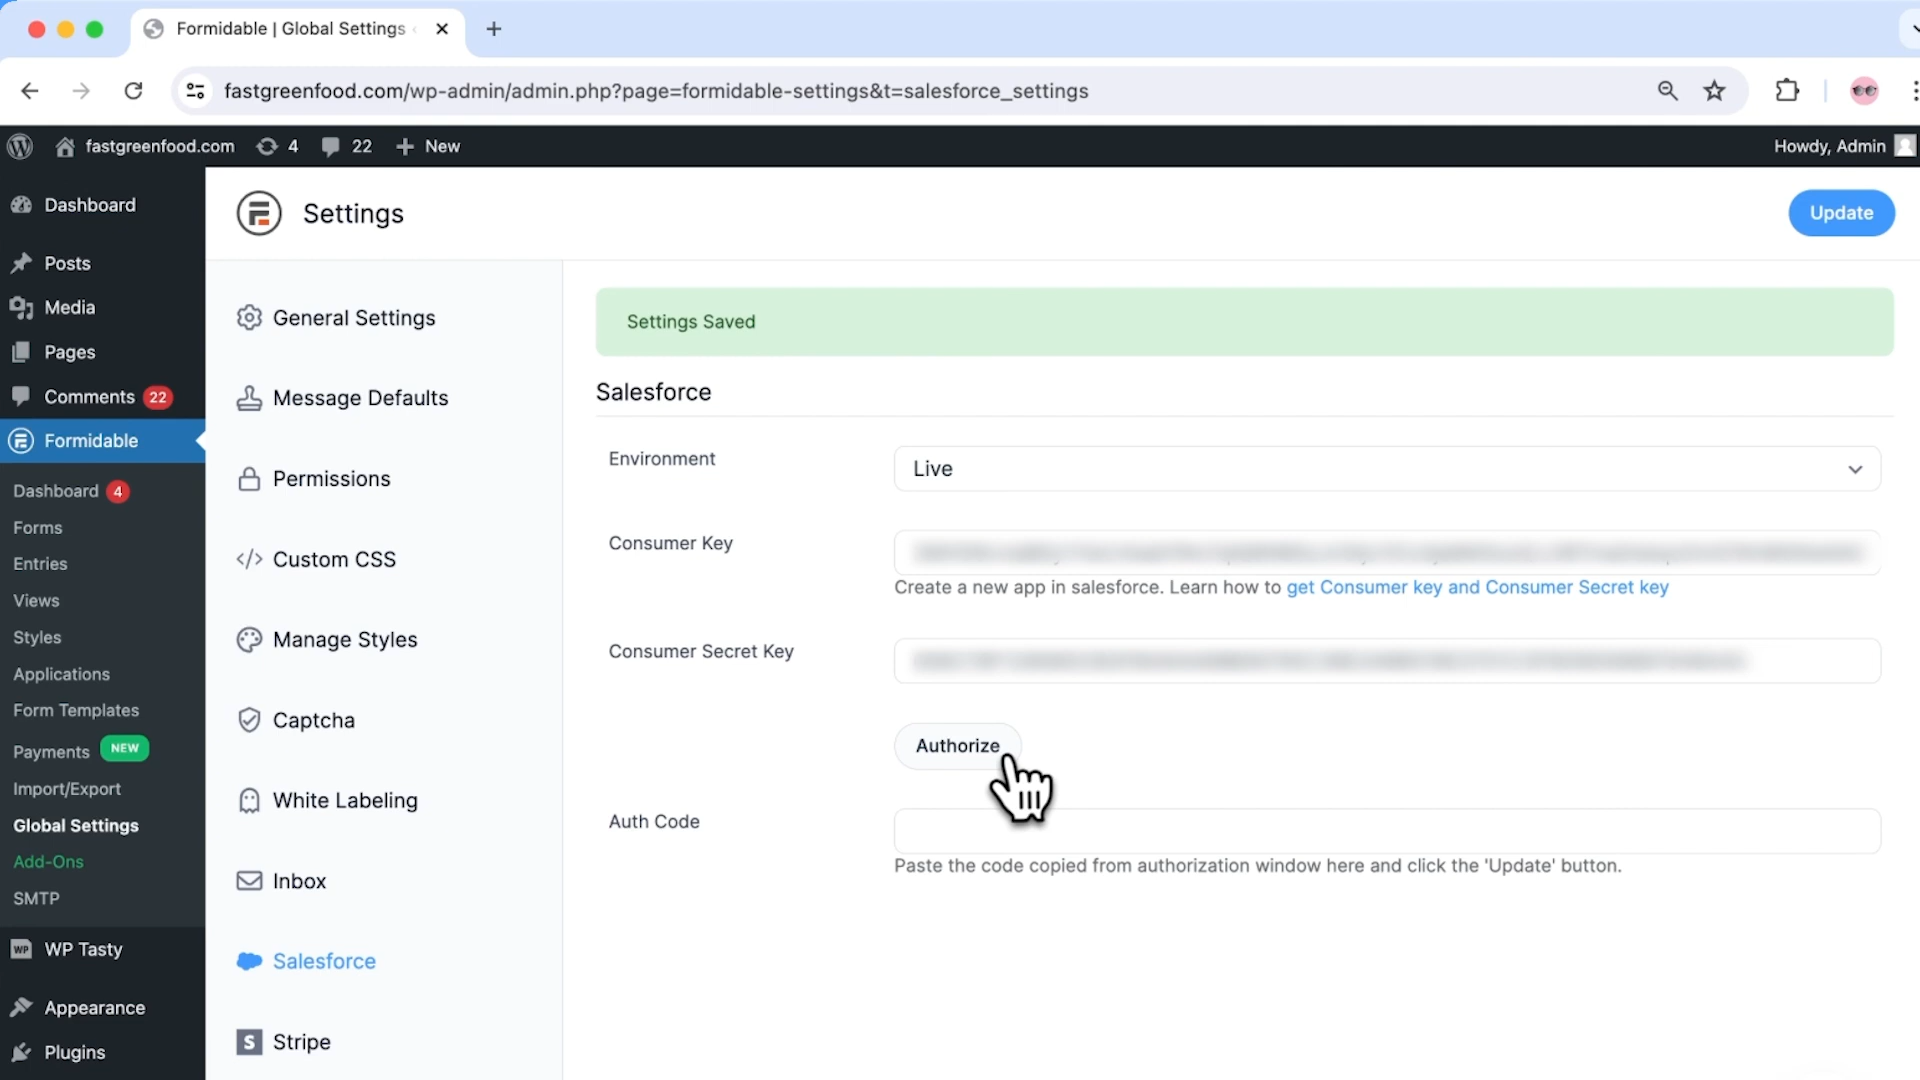 Formidable | Global Settings
fastgreenfood.com/wp-admin/admin.php?page=formidable-settings&t=salesforce_settings
fastgreenfood.com
4
22
New
Howdy, Admin
Dashboard
Posts
Media
Pages
Comments 22
Formidable
Dashboard 4
Forms
Entries
Views
Styles
Applications
Form Templates
Payments NEW
Import/Export
Global Settings
Add-Ons
SMTP
WP WP Tasty
Appearance
Plugins
Settings
Update
General Settings
Message Defaults
Permissions
</> Custom CSS
Manage Styles
Captcha
White Labeling
Inbox
Salesforce
S Stripe
Settings Saved
Salesforce
Environment
Live
Consumer Key
Create a new app in salesforce. Learn how to get Consumer key and Consumer Secret key
Consumer Secret Key
Authorize
Auth Code
Paste the code copied from authorization window here and click the 'Update' button.